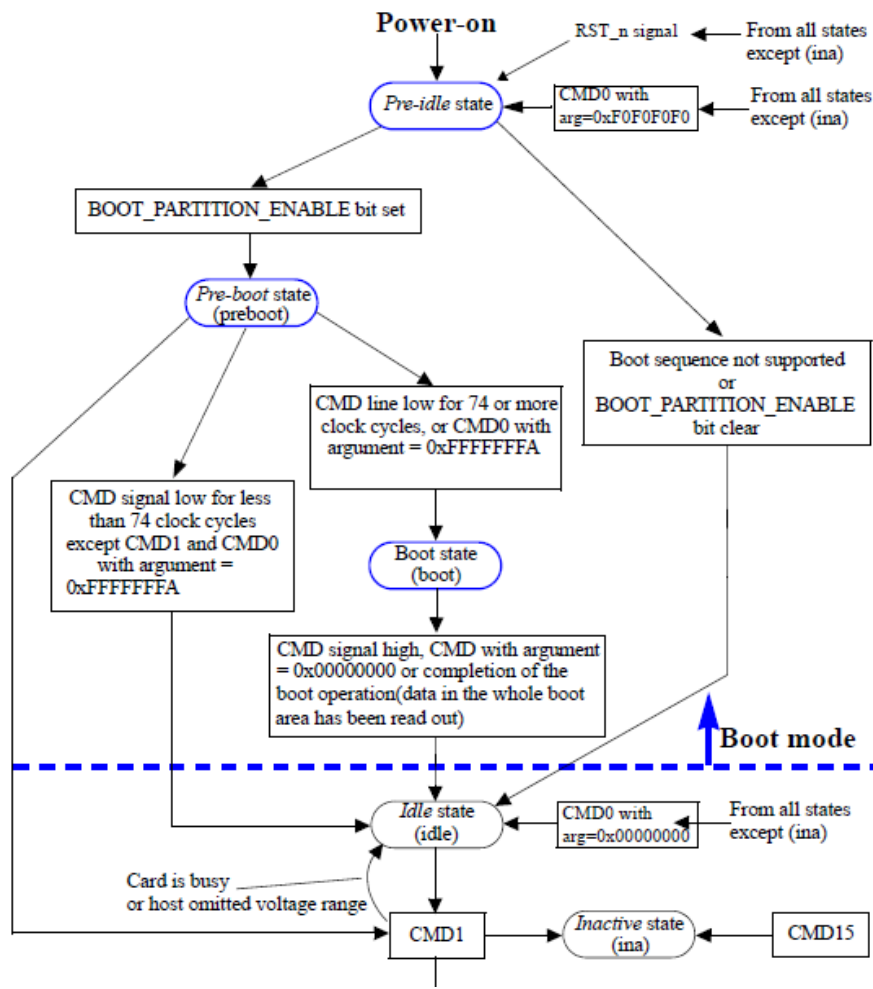 Power-on
RST_n signal
From all states
except (ina)
Pre-idle state
CMD0 with
arg=0xF0F0F0F0
From all states
except (ina)
BOOT_PARTITION_ENABLE bit set
Pre-boot state
(preboot)
Boot sequence not supported
or
BOOT_PARTITION_ENABLE
bit clear
CMD line low for 74 or more
clock cycles, or CMD0 with
argument = 0xFFFFFFFA
CMD signal low for less
than 74 clock cycles
except CMD1 and CMD0
with argument =
0xFFFFFFFA
Boot state
(boot)
CMD signal high, CMD with argument
= 0x00000000 or completion of the
boot operation(data in the whole boot
area has been read out)
Boot mode
Idle state
(idle)
CMD0 with
arg=0x00000000
From all states
except (ina)
Card is busy
or host omitted voltage range
CMD1
Inactive state
(ina)
CMD15